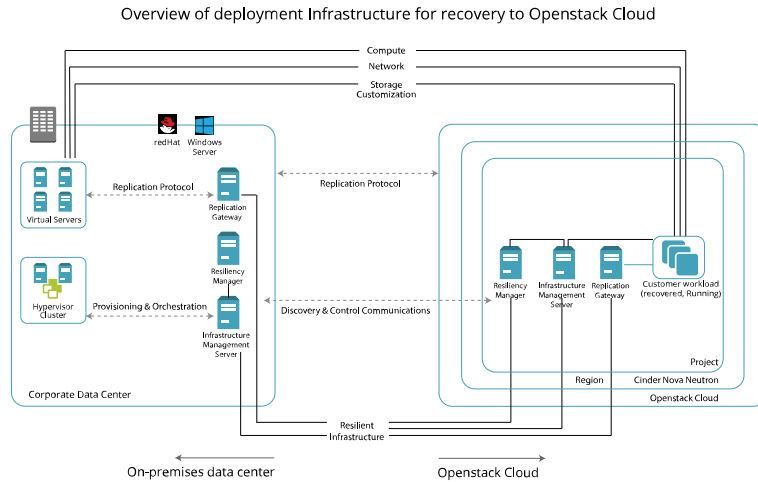 Overview of deployment Infrastructure for recovery to Openstack Cloud
Compute
Network
Storage
Customization
redHat
Windows
Server
Replication Protocol
Virtual Servers
Replication
Gateway
Replication Protocol
Resiliency
Manager
Hypervisor
Cluster
Provisioning & Orchestration
Infrastructure
Management
Server
Discovery & Control Communications
Resiliency
Manager
Infrastructure
Management
Server
Replication
Gateway
Customer workload
(recovered, Running)
Project
Region
Cinder Nova Neutron
Openstack Cloud
Corporate Data Center
Resilient
Infrastructure
On-premises data center
Openstack Cloud